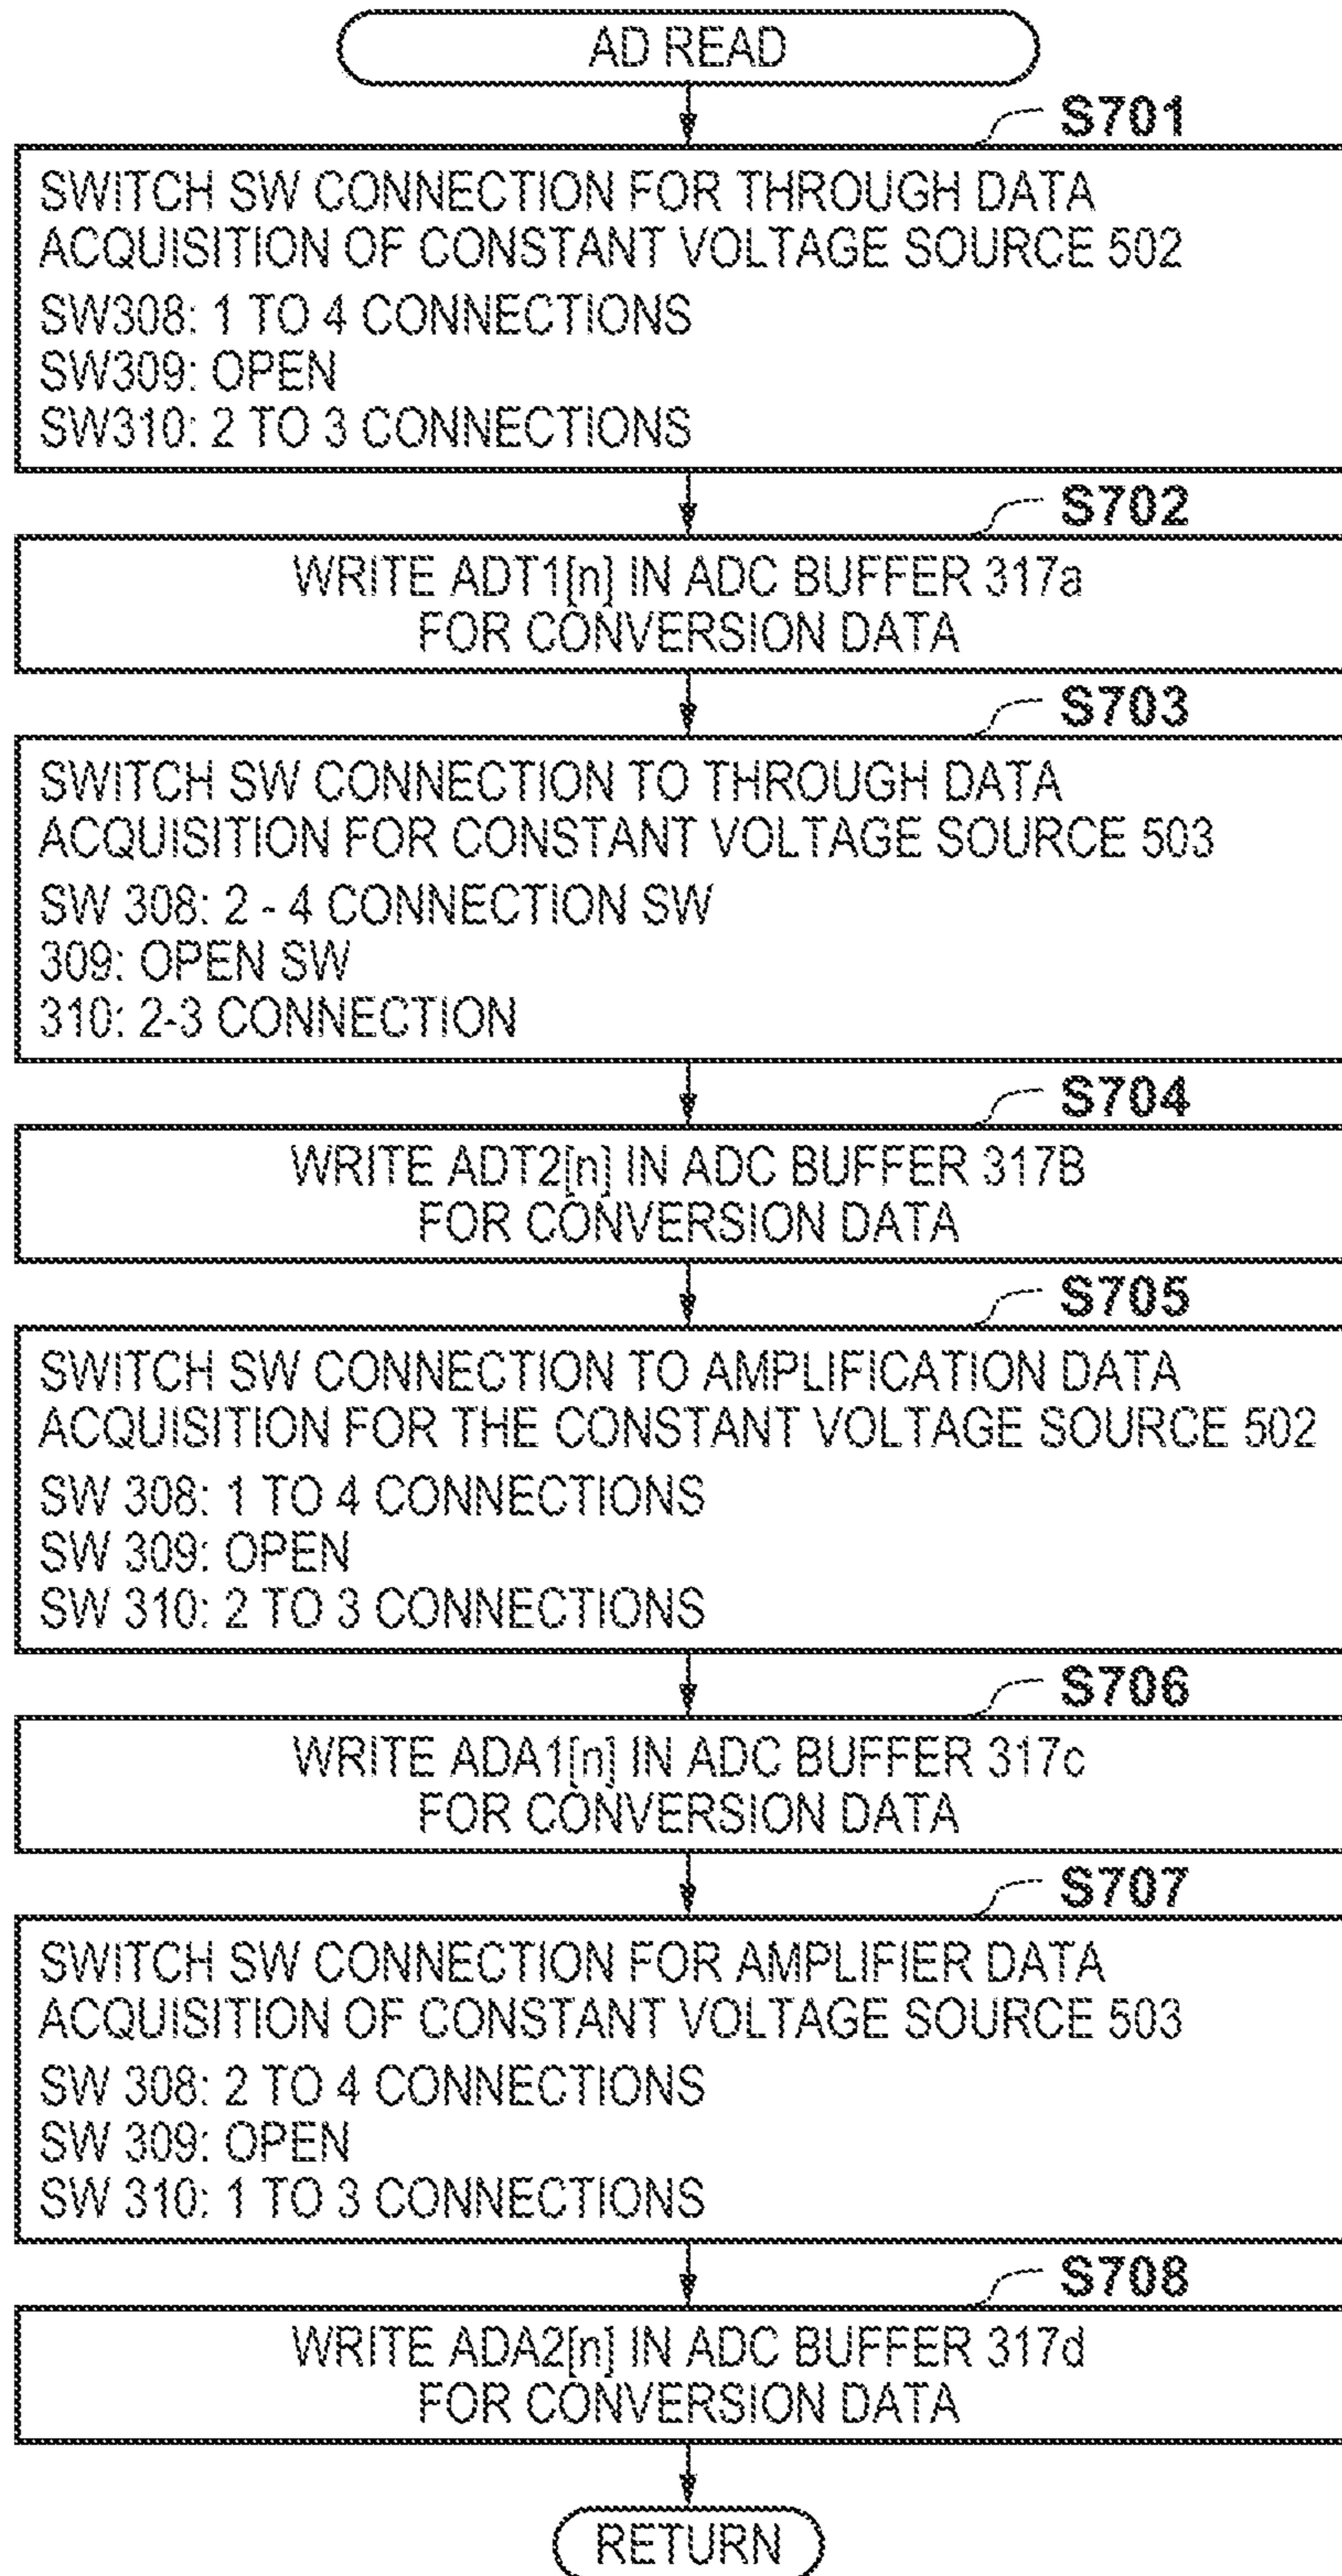 AD READ
S701
SWITCH SW CONNECTION FOR THROUGH DATA
ACQUISITION OF CONSTANT VOLTAGE SOURCE 502
SW308: 1 TO 4 CONNECTIONS
SW309: OPEN
SW310: 2 TO 3 CONNECTIONS
S702
WRITE ADT1[n] IN ADC BUFFER 317a
FOR CONVERSION DATA
S703
SWITCH SW CONNECTION TO THROUGH DATA
ACQUISITION FOR CONSTANT VOLTAGE SOURCE 503
SW 308: 2 - 4 CONNECTION SW
309: OPEN SW
310: 2-3 CONNECTION
S704
WRITE ADT2[n] IN ADC BUFFER 317B
FOR CONVERSION DATA
S705
SWITCH SW CONNECTION TO AMPLIFICATION DATA
ACQUISITION FOR THE CONSTANT VOLTAGE SOURCE 502
SW 308: 1 TO 4 CONNECTIONS
SW 309: OPEN
SW 310: 2 TO 3 CONNECTIONS
S706
WRITE ADA1[n] IN ADC BUFFER 317c
FOR CONVERSION DATA
S707
SWITCH SW CONNECTION FOR AMPLIFIER DATA
ACQUISITION OF CONSTANT VOLTAGE SOURCE 503
SW 308: 2 TO 4 CONNECTIONS
SW 309: OPEN
SW 310: 1 TO 3 CONNECTIONS
S708
WRITE ADA2[n] IN ADC BUFFER 317d
FOR CONVERSION DATA
RETURN